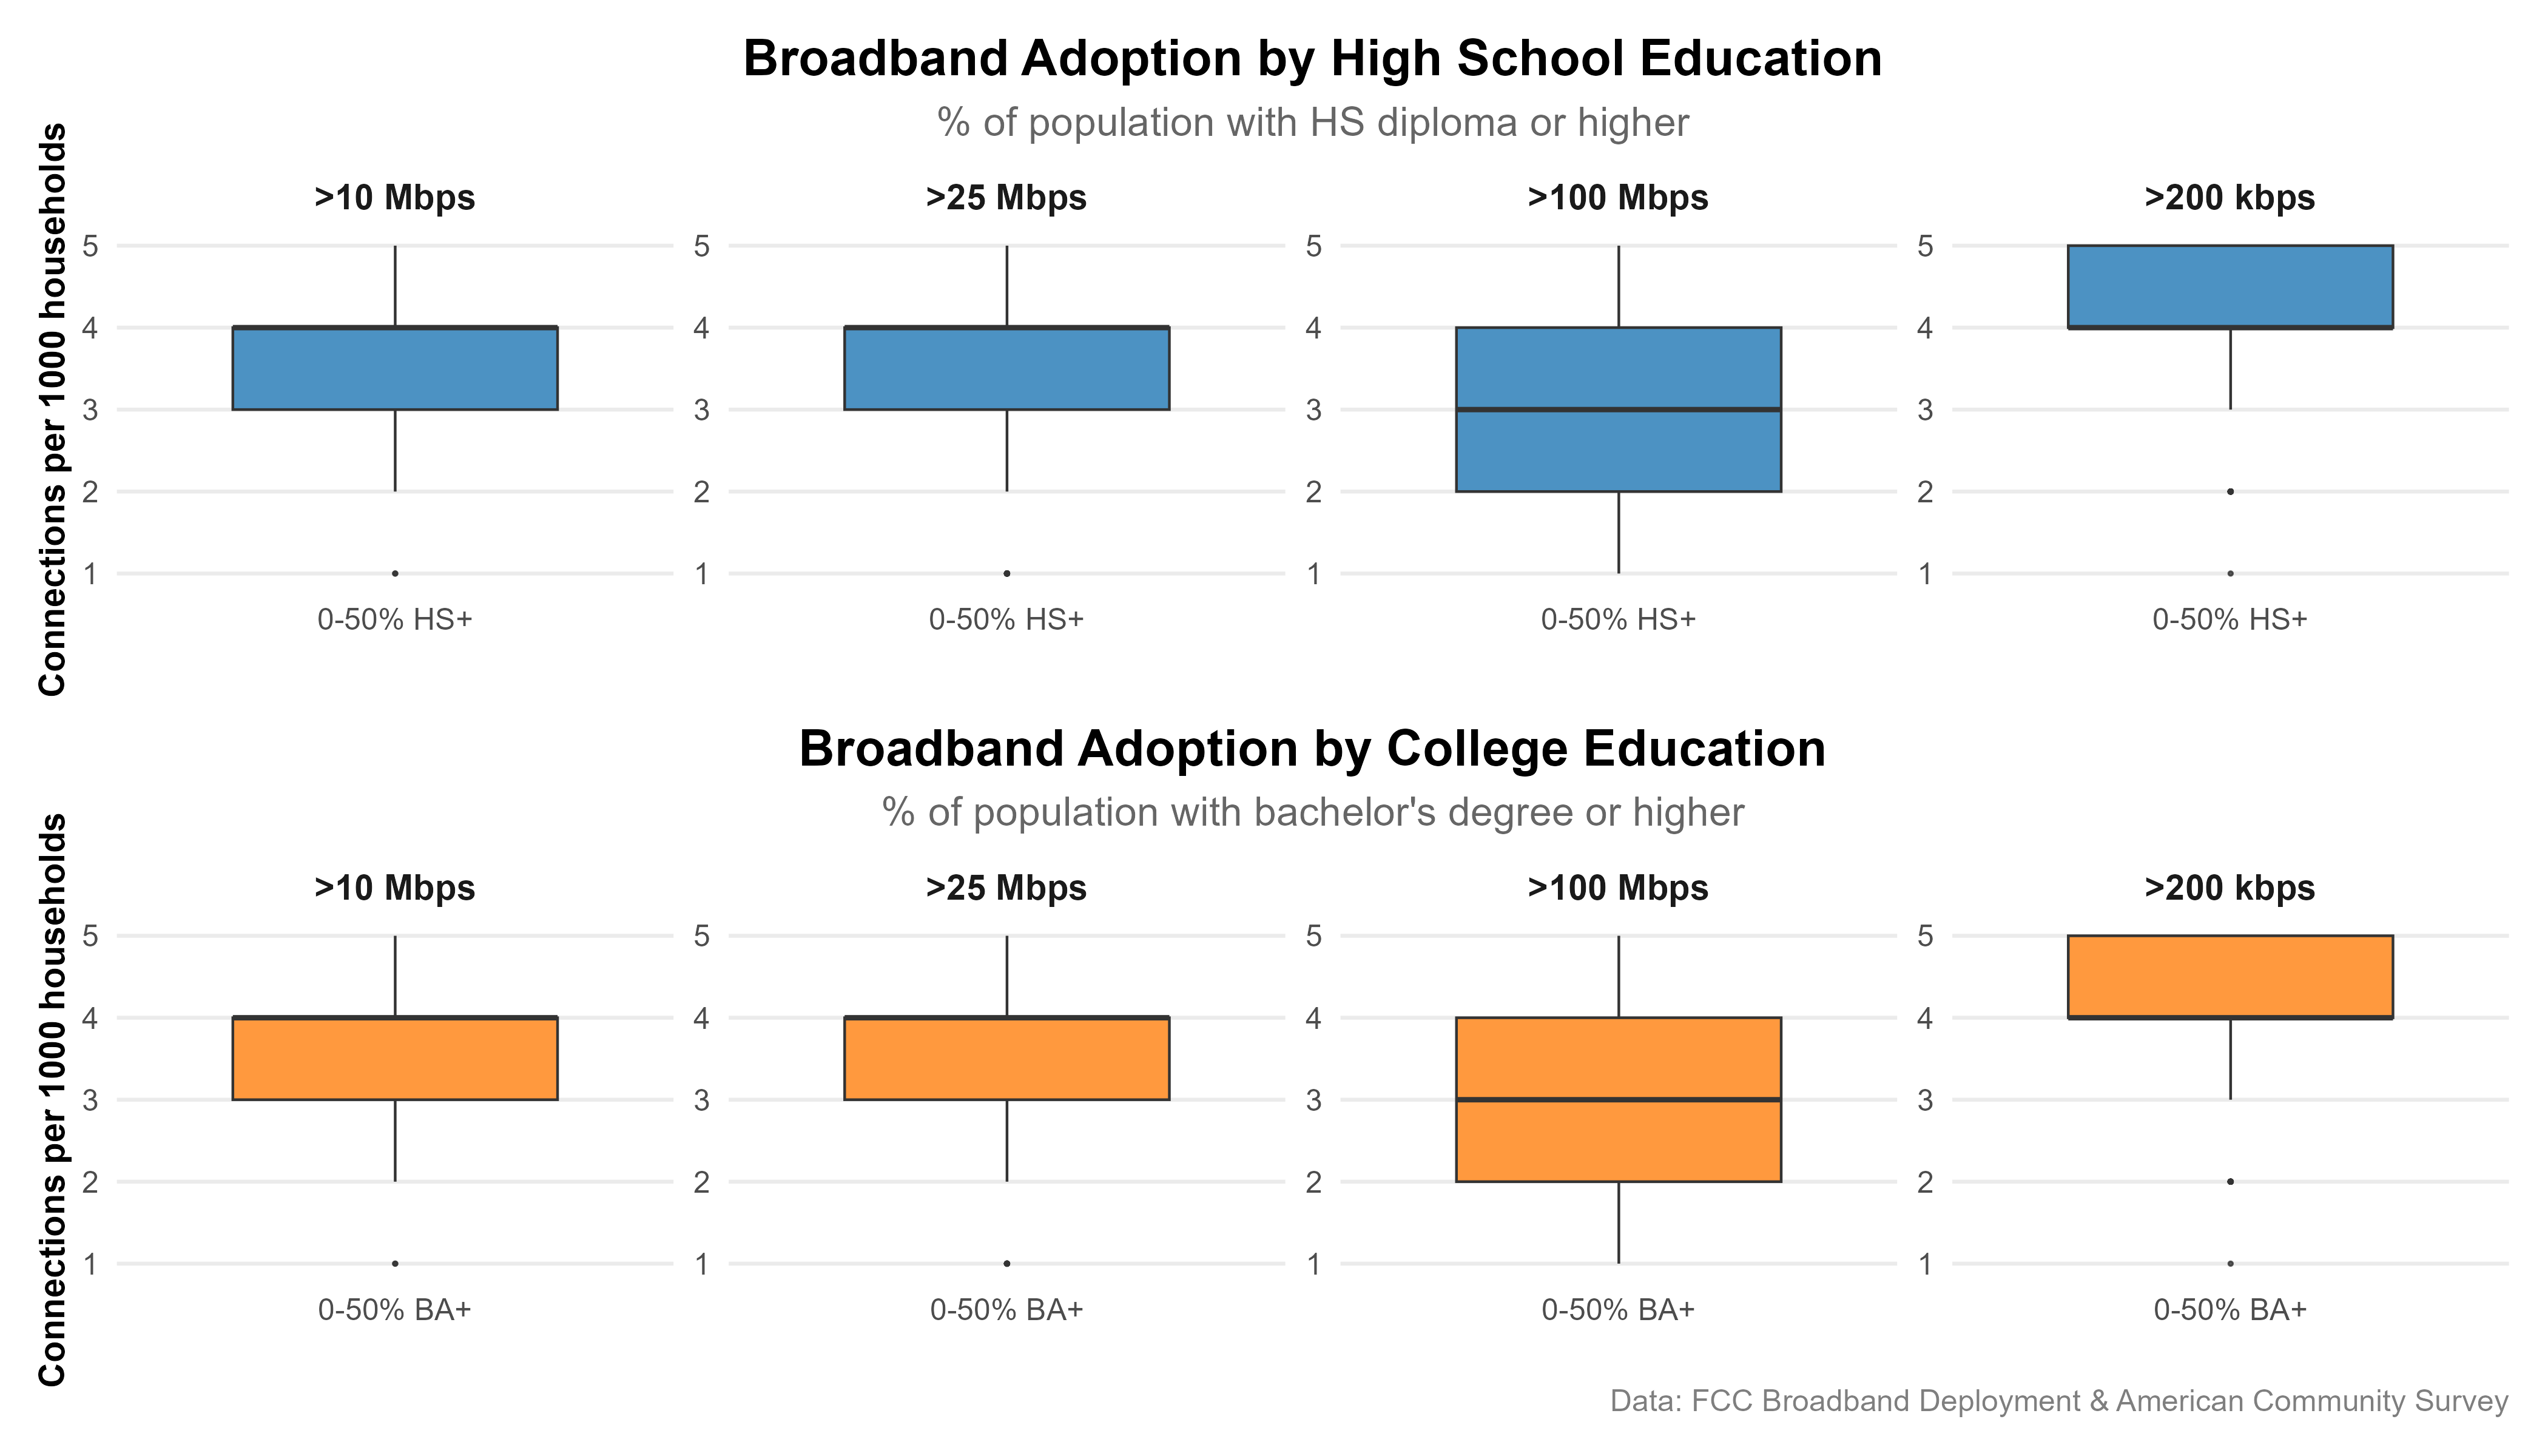 Broadband Adoption by High School Education
% of population with HS diploma or higher
Connections per 1000 households
>10 Mbps
>25 Mbps
>100 Mbps
>200 kbps
5
4
3
2
1
5
4
3
2
1
5
4
3
2
1
5
4
3
2
1
0-50% HS+
0-50% HS+
0-50% HS+
0-50% HS+
Broadband Adoption by College Education
% of population with bachelor's degree or higher
Connections per 1000 households
>10 Mbps
>25 Mbps
>100 Mbps
>200 kbps
5
4
3
2
1
5
4
3
2
1
5
4
3
2
1
5
4
3
2
1
0-50% BA+
0-50% BA+
0-50% BA+
0-50% BA+
Data: FCC Broadband Deployment & American Community Survey